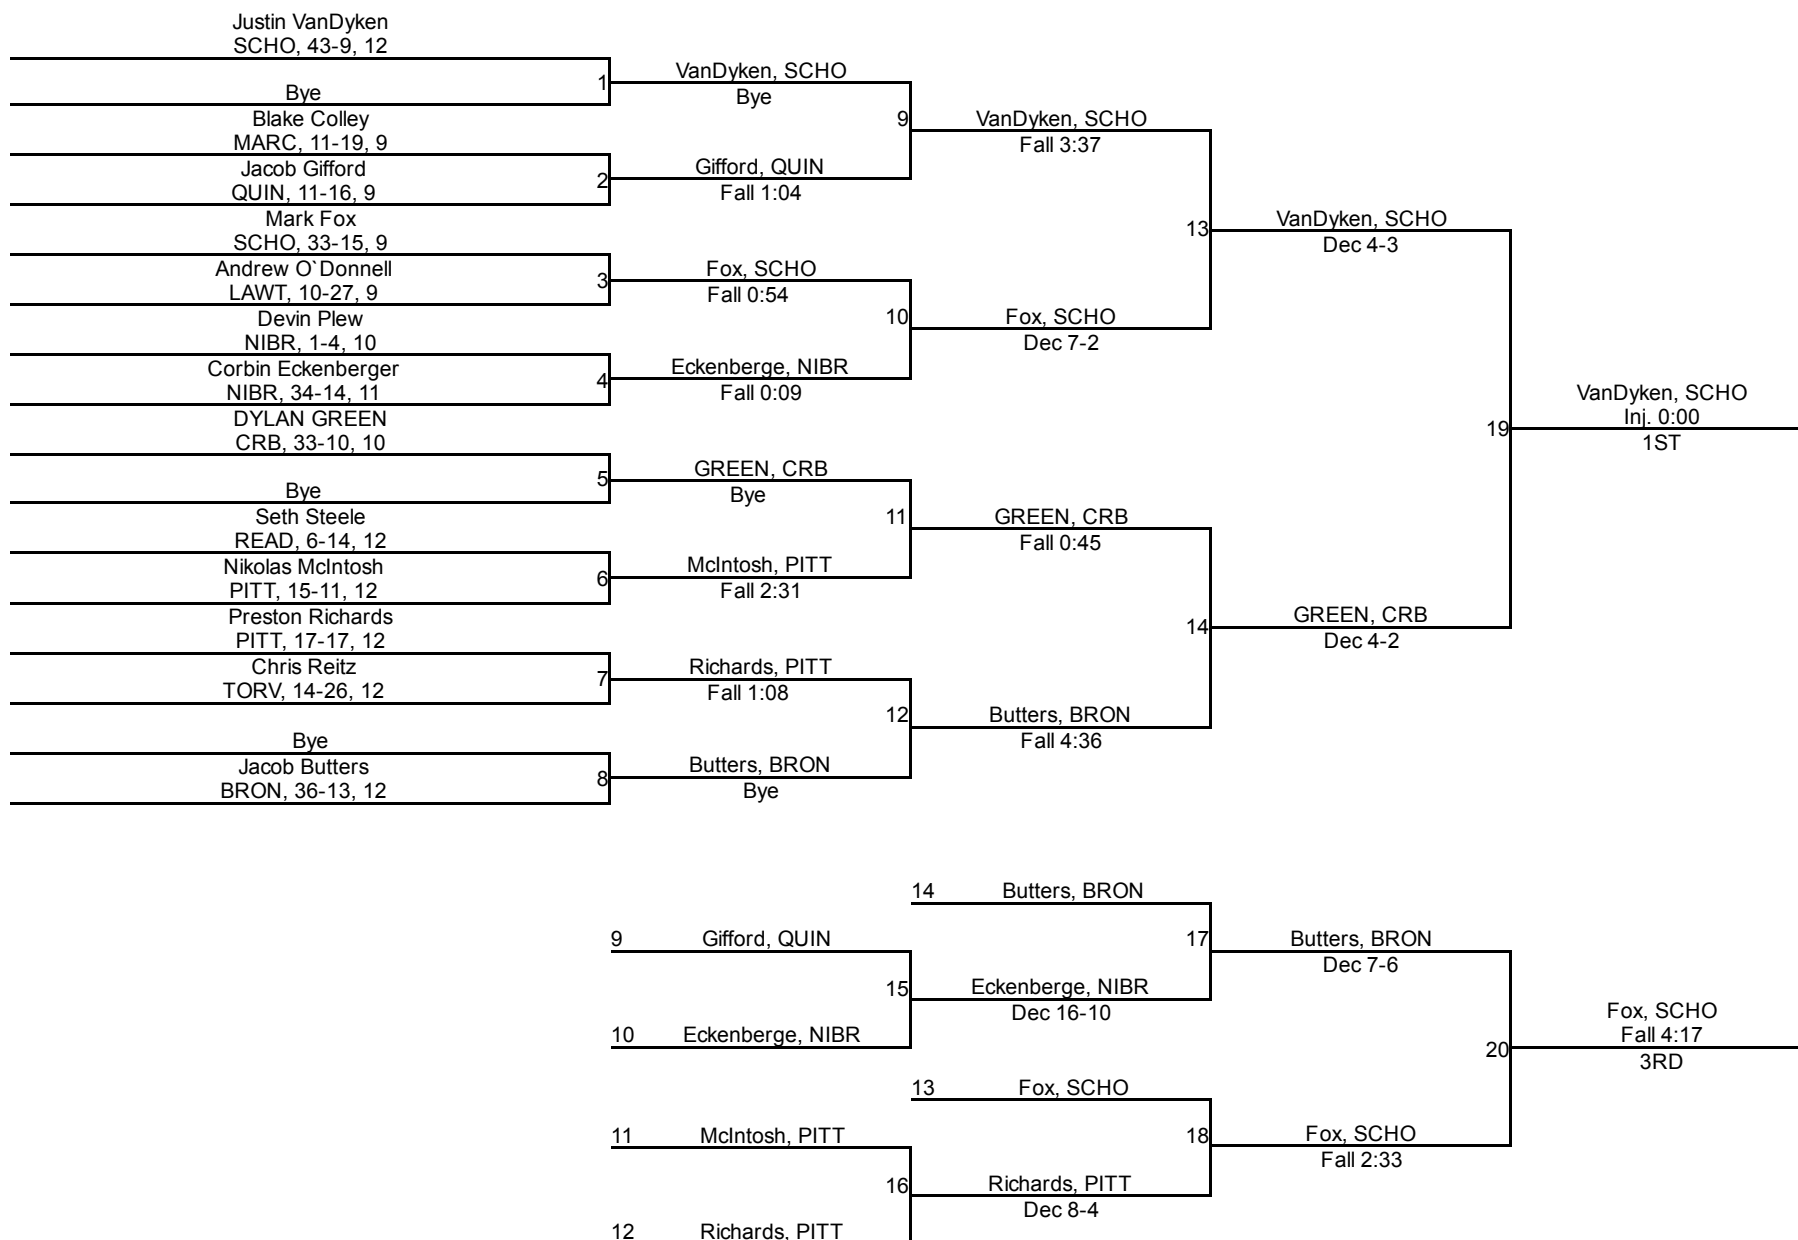 Justin VanDyken
SCHO, 43-9, 12
Bye
1
Blake Colley
MARC, 11-19, 9
Jacob Gifford
QUIN, 11-16, 9
2
Mark Fox
SCHO, 33-15, 9
Andrew O`Donnell
LAWT, 10-27, 9
3
Devin Plew
NIBR, 1-4, 10
Corbin Eckenberger
NIBR, 34-14, 11
4
DYLAN GREEN
CRB, 33-10, 10
Bye
5
Seth Steele
READ, 6-14, 12
Nikolas McIntosh
PITT, 15-11, 12
6
Preston Richards
PITT, 17-17, 12
Chris Reitz
TORV, 14-26, 12
7
Bye
Jacob Butters
BRON, 36-13, 12
8
VanDyken, SCHO
Bye
9
Gifford, QUIN
Fall 1:04
Fox, SCHO
Fall 0:54
10
Eckenberge, NIBR
Fall 0:09
GREEN, CRB
Bye
11
McIntosh, PITT
Fall 2:31
Richards, PITT
Fall 1:08
12
Butters, BRON
Bye
VanDyken, SCHO
Fall 3:37
13
Fox, SCHO
Dec 7-2
GREEN, CRB
Fall 0:45
14
Butters, BRON
Fall 4:36
VanDyken, SCHO
Dec 4-3
19
GREEN, CRB
Dec 4-2
VanDyken, SCHO
Inj. 0:00
1ST
14 Butters, BRON
9 Gifford, QUIN
17
15
Eckenberge, NIBR
Dec 16-10
10 Eckenberge, NIBR
Butters, BRON
Dec 7-6
13 Fox, SCHO
11 McIntosh, PITT
18
16
Richards, PITT
Dec 8-4
12 Richards, PITT
Fox, SCHO
Fall 2:33
20
Fox, SCHO
Fall 4:17
3RD